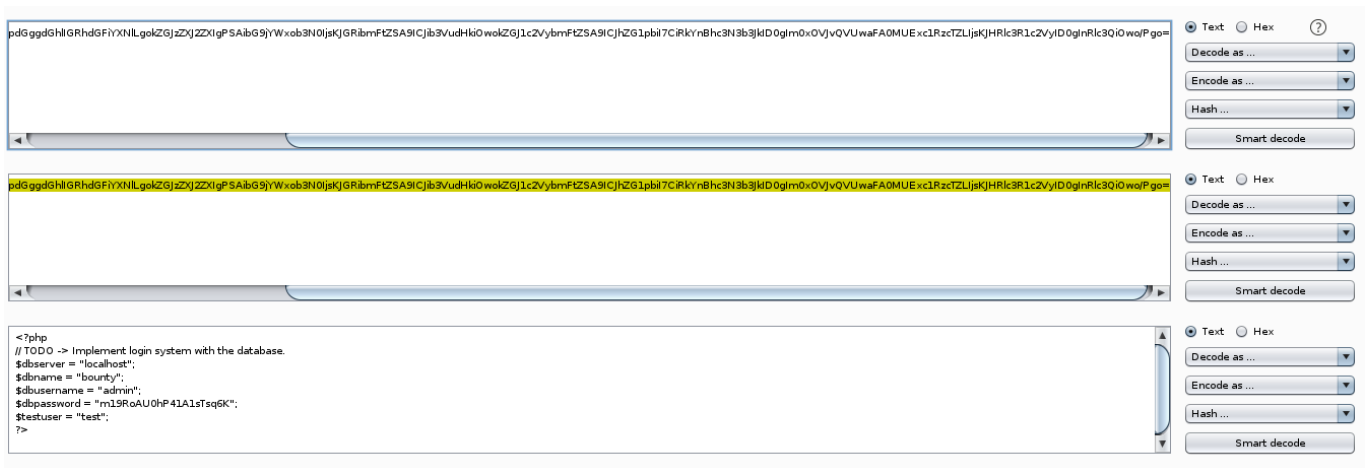 pdGggdGhlIGRhdGFiYXNlLgokZGJzZXJ2ZXIgPSAibG9jYWxob3N0IjsKJGRibmFtZSA9ICJib3VudHkiOwokZGJ1c2VybmFtZSA9ICJhZG1pbiI7CiRkYnBhc3N3b3JkID0gIm0xOVJvQVUwaFA0MUExc1RzcTZLIjsKJHRlc3R1c2VyID0gInRlc3QiOwo/Pgo=
Text Hex ?
Decode as ...
Encode as ...
Hash ...
Smart decode
pdGggdGhlIGRhdGFiYXNlLgokZGJzZXJ2ZXIgPSAibG9jYWxob3N0IjsKJGRibmFtZSA9ICJib3VudHkiOwokZGJ1c2VybmFtZSA9ICJhZG1pbiI7CiRkYnBhc3N3b3JkID0gIm0xOVJvQVUwaFA0MUExc1RzcTZLIjsKJHRlc3R1c2VyID0gInRlc3QiOwo/Pgo=
Text Hex
Decode as ...
Encode as ...
Hash ...
Smart decode
<?php
// TODO -> Implement login system with the database.
$dbserver = "localhost";
$dbname = "bounty";
$dbusername = "admin";
$dbpassword = "m19RoAU0hP41A1sTsq6K";
$testuser = "test";
?>
Text Hex
Decode as ...
Encode as ...
Hash ...
Smart decode